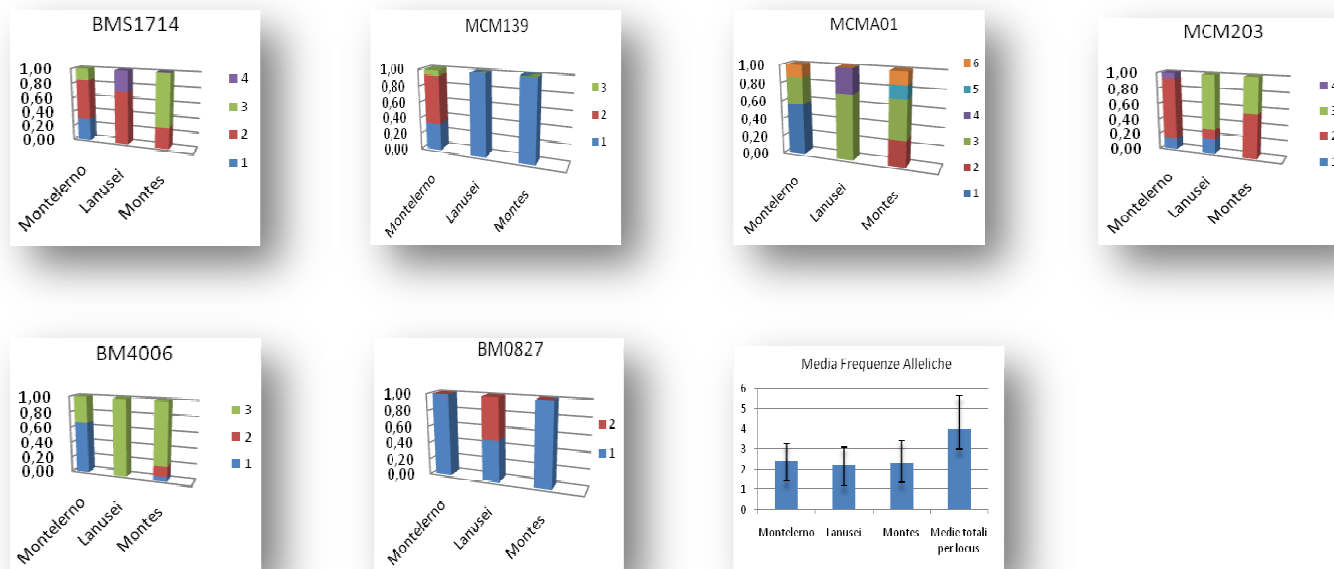 BMS1714
1,00
0,80
0,60
0,40
0,20
0,00
4
3
2
1
Montelerno
Lanusei
Montes
MCM139
1,00
0,80
0,60
0,40
0,20
0,00
3
2
1
Montelerno
Lanusei
Montes
MCMA01
1,00
0,80
0,60
0,40
0,20
0,00
6
5
4
3
2
1
Montelerno
Lanusei
Montes
MCM203
1,00
0,80
0,60
0,40
0,20
0,00
4
3
2
1
Montelerno
Lanusei
Montes
BM4006
1,00
0,80
0,60
0,40
0,20
0,00
3
2
1
Montelerno
Lanusei
Montes
BM0827
1,00
0,80
0,60
0,40
0,20
0,00
2
1
Montelerno
Lanusei
Montes
Media Frequenze Alleliche
6
5
4
3
2
1
0
Montelerno
Lanusei
Montes
Medie totali
per locus